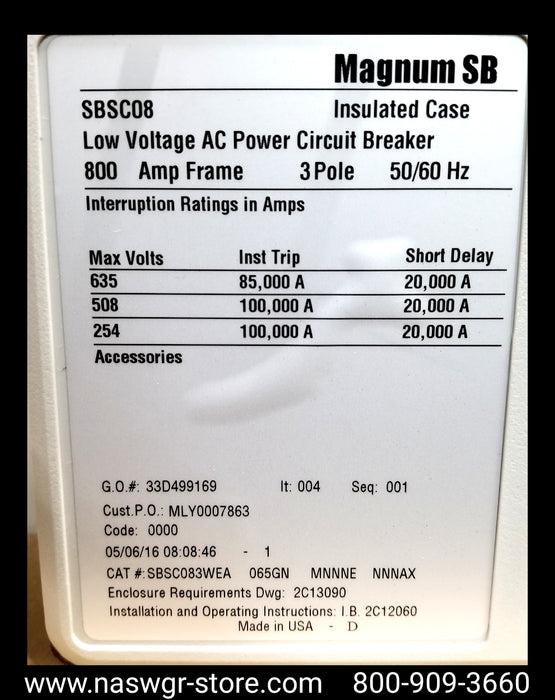 Magnum SB
SBSC08 Insulated Case
Low Voltage AC Power Circuit Breaker
800 Amp Frame 3 Pole 50/60 Hz
Interruption Ratings in Amps
Max Volts Inst Trip Short Delay
635 85,000 A 20,000 A
508 100,000 A 20,000 A
254 100,000 A 20,000 A
Accessories
G.O.#: 33D499169 It: 004 Seq: 001
Cust.P.O.: MLY0007863
Code: 0000
05/06/16 08:08:46 - 1
CAT #:SBSC083WEA 065GN MNNNE NNNAX
Enclosure Requirements Dwg: 2C13090
Installation and Operating Instructions: I.B. 2C12060
Made in USA - D
www.naswgr-store.com 800-909-3660